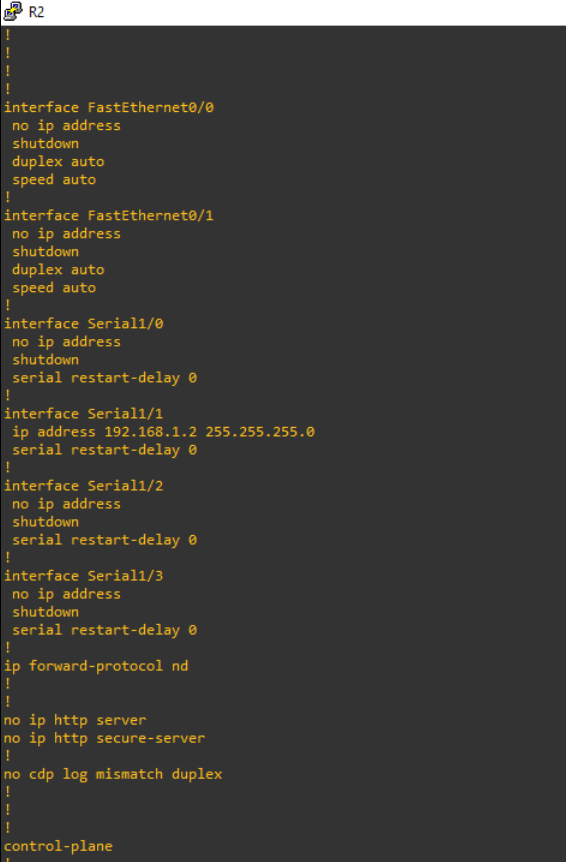 R2
!
!
!
!
interface FastEthernet0/0
 no ip address
 shutdown
 duplex auto
 speed auto
!
interface FastEthernet0/1
 no ip address
 shutdown
 duplex auto
 speed auto
!
interface Serial1/0
 no ip address
 shutdown
 serial restart-delay 0
!
interface Serial1/1
 ip address 192.168.1.2 255.255.255.0
 serial restart-delay 0
!
interface Serial1/2
 no ip address
 shutdown
 serial restart-delay 0
!
interface Serial1/3
 no ip address
 shutdown
 serial restart-delay 0
!
ip forward-protocol nd
!
!
no ip http server
no ip http secure-server
!
no cdp log mismatch duplex
!
!
!
control-plane
!